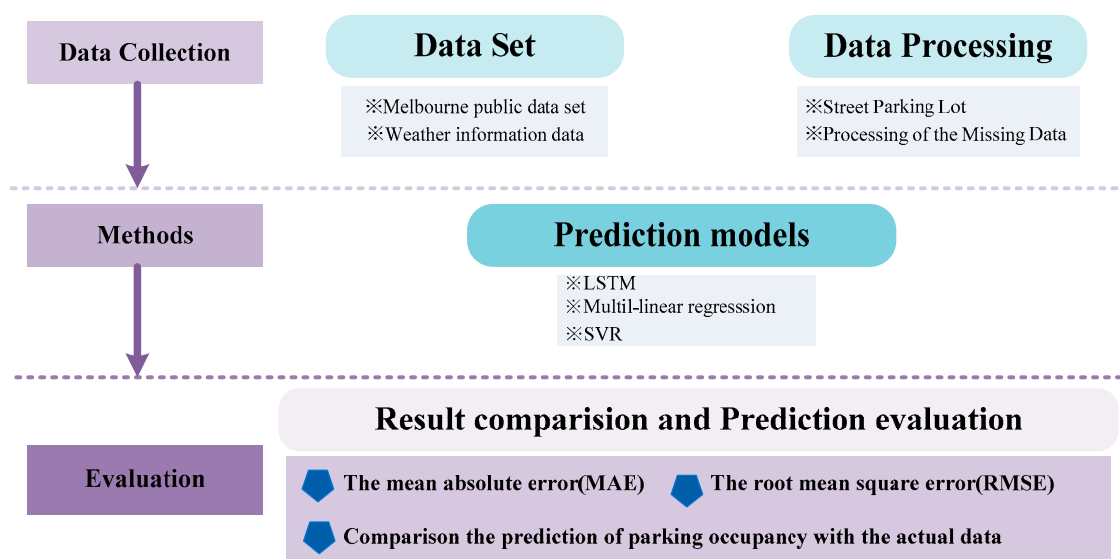 Data Collection
Data Set
Data Processing
※Melbourne public data set
※Weather information data
※Street Parking Lot
※Processing of the Missing Data
Methods
Prediction models
※LSTM
※Multil-linear regresssion
※SVR
Evaluation
Result comparision and Prediction evaluation
The mean absolute error(MAE)
The root mean square error(RMSE)
Comparison the prediction of parking occupancy with the actual data